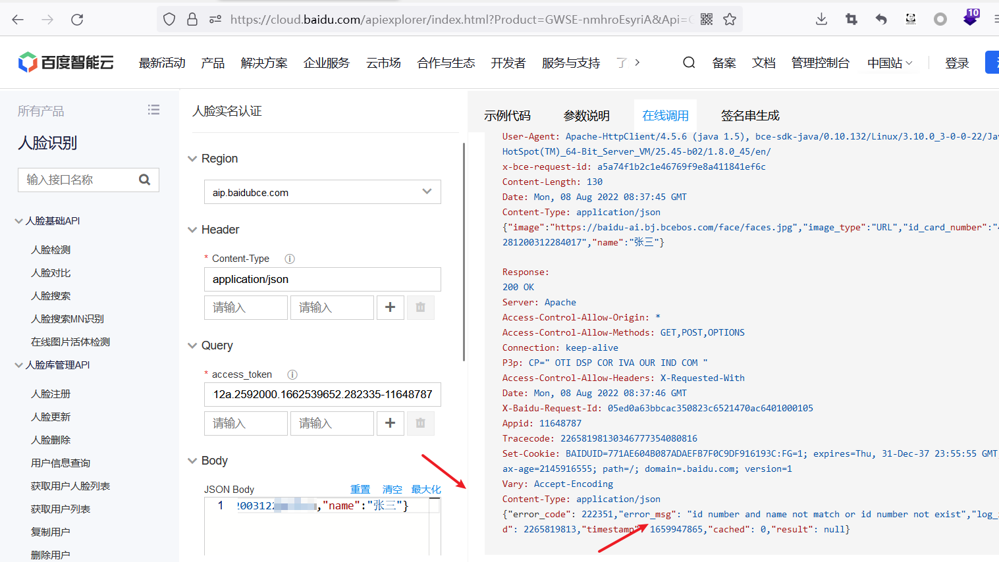 10
https://cloud.baidu.com/apiexplorer/index.html?Product=GWSE-nmhroEsyriA&Api=
百度智能云 最新活动 产品 解决方案 企业服务 云市场 合作与生态 开发者 服务与支持 备案 文档 管理控制台 中国站 登录
所有产品
人脸识别
输入接口名称
人脸基础API
人脸检测
人脸对比
人脸搜索
人脸搜索MN识别
在线图片活体检测
人脸库管理API
人脸注册
人脸更新
人脸删除
用户信息查询
获取用户人脸列表
获取用户列表
复制用户
删除用户
人脸实名认证
Region
aip.baidubce.com
Header
* Content-Type
application/json
请输入 请输入
Query
* access_token
12a.2592000.1662539652.282335-11648787
请输入 请输入
Body
JSON Body 重置 清空 最大化
1 200312 ,"name":"张三"}
示例代码 参数说明 在线调用 签名串生成
User-Agent: Apache-HttpClient/4.5.6 (java 1.5), bce-sdk-java/0.10.132/Linux/3.10.0_3-0-0-22/Jav
HotSpot(TM)_64-Bit_Server_VM/25.45-b02/1.8.0_45/en/
x-bce-request-id: a5a74f1b2c1e46769f9e8a411841ef6c
Content-Length: 130
Date: Mon, 08 Aug 2022 08:37:45 GMT
Content-Type: application/json
{"image":"https://baidu-ai.bj.bcebos.com/face/faces.jpg","image_type":"URL","id_card_number":"4
281200312284017","name":"张三"}
Response:
200 OK
Server: Apache
Access-Control-Allow-Origin: *
Access-Control-Allow-Methods: GET,POST,OPTIONS
Connection: keep-alive
P3p: CP=" OTI DSP COR IVA OUR IND COM "
Access-Control-Allow-Headers: X-Requested-With
Date: Mon, 08 Aug 2022 08:37:46 GMT
X-Baidu-Request-Id: 05ed0a63bbcac350823c6521470ac6401000105
Appid: 11648787
Tracecode: 22658198130346777354080816
Set-Cookie: BAIDUID=771AE604B087ADAEFB7F0C9DF916193C:FG=1; expires=Thu, 31-Dec-37 23:55:55 GMT
ax-age=2145916555; path=/; domain=.baidu.com; version=1
Vary: Accept-Encoding
Content-Type: application/json
{"error_code": 222351,"error_msg": "id number and name not match or id number not exist","log_
d": 2265819813,"timestamp" 1659947865,"cached": 0,"result": null}